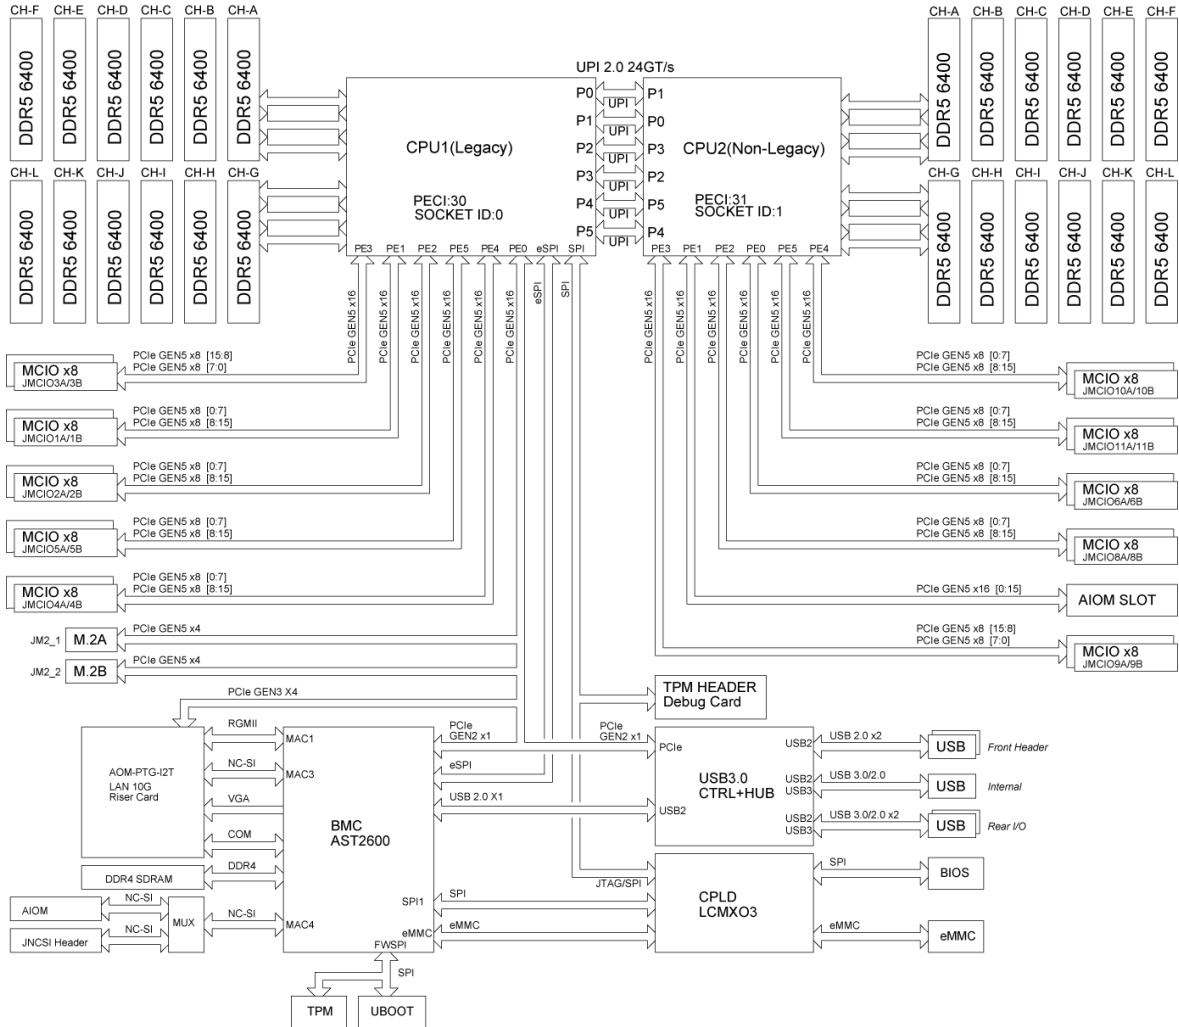 CH-F CH-E CH-D CH-C CH-B CH-A
CH-A CH-B CH-C CH-D CH-E CH-F
DDR5 6400 DDR5 6400 DDR5 6400 DDR5 6400 DDR5 6400 DDR5 6400
DDR5 6400 DDR5 6400 DDR5 6400 DDR5 6400 DDR5 6400 DDR5 6400
CH-L CH-K CH-J CH-I CH-H CH-G
CH-G CH-H CH-I CH-J CH-K CH-L
DDR5 6400 DDR5 6400 DDR5 6400 DDR5 6400 DDR5 6400 DDR5 6400
DDR5 6400 DDR5 6400 DDR5 6400 DDR5 6400 DDR5 6400 DDR5 6400
UPI 2.0 24GT/s
P0 UPI P1
P1 UPI P0
P2 UPI P3
P3 UPI P2
P4 UPI P5
P5 UPI P4
CPU1(Legacy)
PECI:30
SOCKET ID:0
PE3 PE1 PE2 PE5 PE4 PE0 eSPI SPI
CPU2(Non-Legacy)
PECI:31
SOCKET ID:1
PE3 PE1 PE2 PE0 PE5 PE4
PCIe GEN5 x16 PCIe GEN5 x16 PCIe GEN5 x16 PCIe GEN5 x16 PCIe GEN5 x16 PCIe GEN5 x16 eSPI SPI
PCIe GEN5 x16 PCIe GEN5 x16 PCIe GEN5 x16 PCIe GEN5 x16 PCIe GEN5 x16 PCIe GEN5 x16
PCIe GEN5 x8 [15:8]
PCIe GEN5 x8 [7:0]
MCIO x8
JMCIO3A/3B
PCIe GEN5 x8 [0:7]
PCIe GEN5 x8 [8:15]
MCIO x8
JMCIO1A/1B
PCIe GEN5 x8 [0:7]
PCIe GEN5 x8 [8:15]
MCIO x8
JMCIO2A/2B
PCIe GEN5 x8 [0:7]
PCIe GEN5 x8 [8:15]
MCIO x8
JMCIO5A/5B
PCIe GEN5 x8 [0:7]
PCIe GEN5 x8 [8:15]
MCIO x8
JMCIO4A/4B
PCIe GEN5 x4
JM2_1 M.2A
PCIe GEN5 x4
JM2_2 M.2B
PCIe GEN5 x8 [0:7]
PCIe GEN5 x8 [8:15]
MCIO x8
JMCIO10A/10B
PCIe GEN5 x8 [0:7]
PCIe GEN5 x8 [8:15]
MCIO x8
JMCIO11A/11B
PCIe GEN5 x8 [0:7]
PCIe GEN5 x8 [8:15]
MCIO x8
JMCIO6A/6B
PCIe GEN5 x8 [0:7]
PCIe GEN5 x8 [8:15]
MCIO x8
JMCIO8A/8B
PCIe GEN5 x16 [0:15]
AIOM SLOT
PCIe GEN5 x8 [15:8]
PCIe GEN5 x8 [7:0]
MCIO x8
JMCIO9A/9B
TPM HEADER
Debug Card
PCIe GEN3 X4
AOM-PTG-I2T
LAN 10G
Riser Card
RGMII
NC-SI
VGA
COM
DDR4 SDRAM
DDR4
AIOM
NC-SI
JNCSI Header
NC-SI
MUX
NC-SI
MAC1
MAC3
BMC
AST2600
MAC4
SPI1
eMMC
FWSPI
SPI
TPM
UBOOT
PCIe
GEN2 x1
eSPI
USB 2.0 X1
SPI
eMMC
PCIe
GEN2 x1
PCIe
USB2
USB3.0
CTRL+HUB
USB2
USB2
USB3
USB2
USB3
USB 2.0 x2
USB
Front Header
USB 3.0/2.0
USB
Internal
USB 3.0/2.0 x2
USB
Rear I/O
JTAG/SPI
CPLD
LCMXO3
SPI
BIOS
eMMC
eMMC